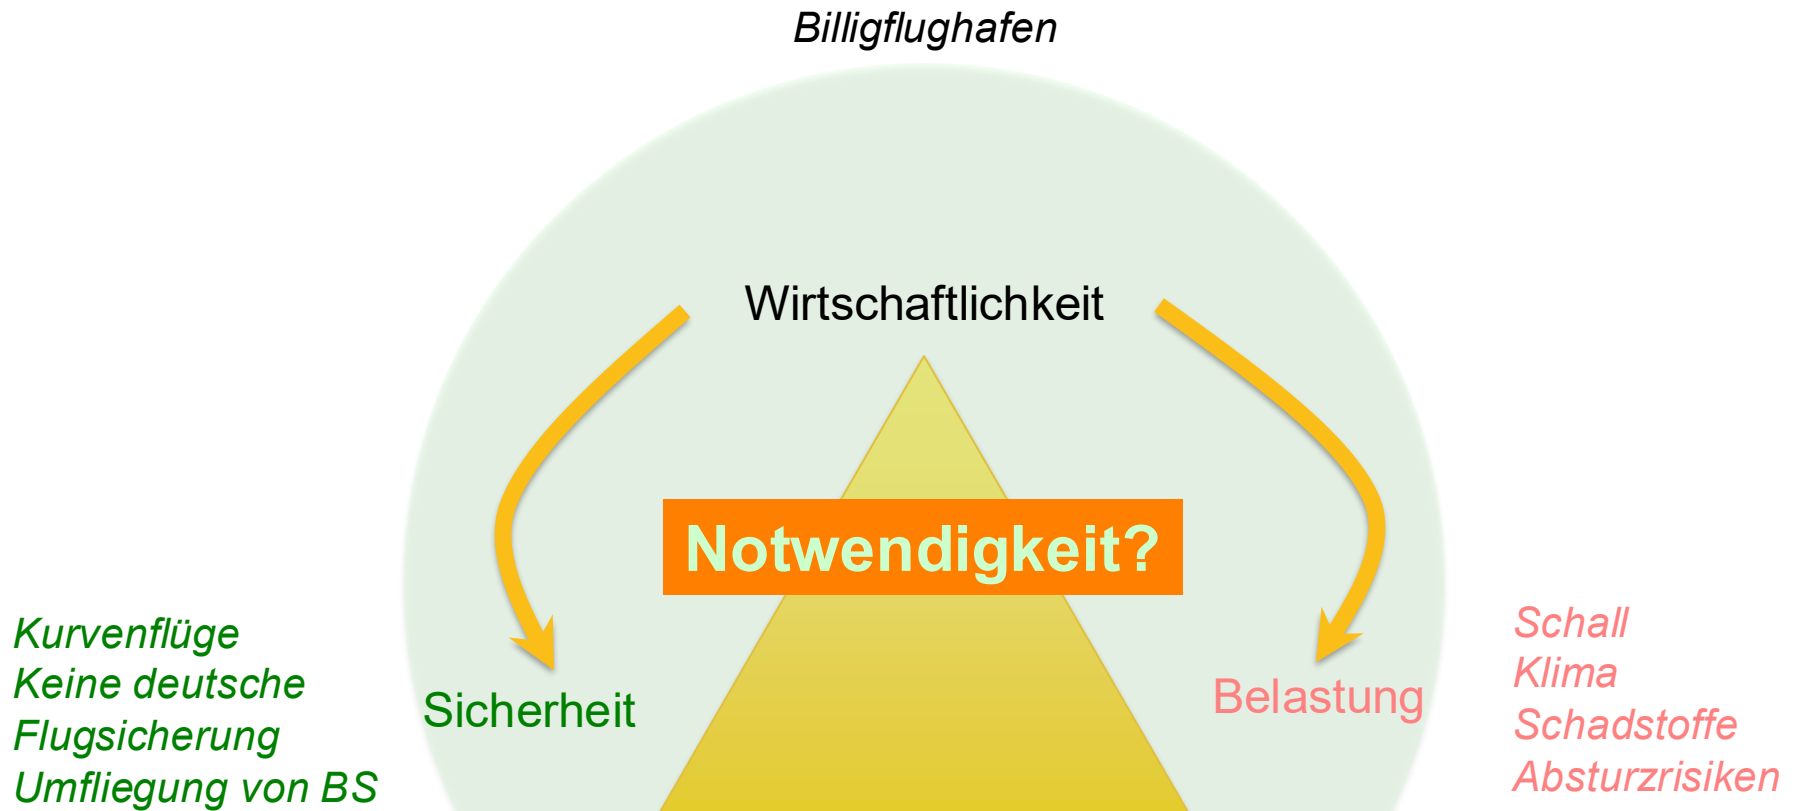 Billigflughafen
Wirtschaftlichkeit
Notwendigkeit?
Kurvenflüge
Keine deutsche
Flugsicherung
Umfliegung von BS
Sicherheit
Belastung
Schall
Klima
Schadstoffe
Absturzrisiken